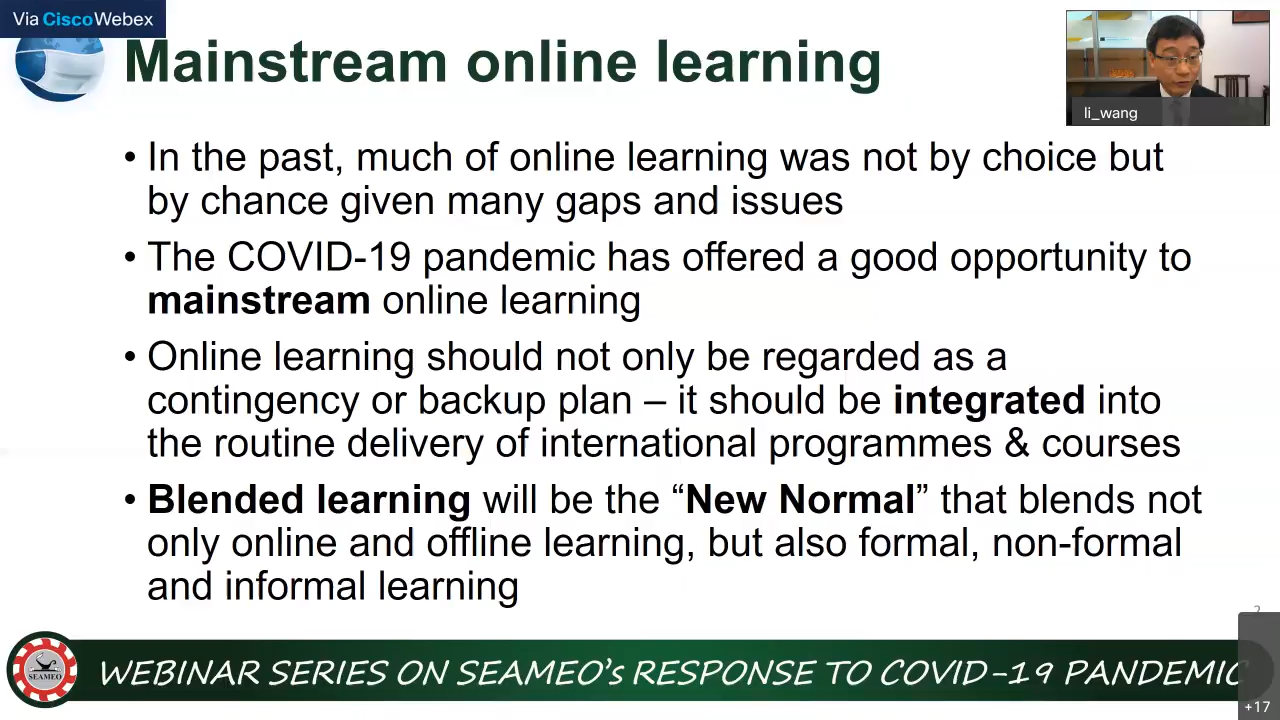 Via CiscoWebex
Mainstream online learning
li_wang
• In the past, much of online learning was not by choice but
by chance given many gaps and issues
• The COVID-19 pandemic has offered a good opportunity to
mainstream online learning
• Online learning should not only be regarded as a
contingency or backup plan – it should be integrated into
the routine delivery of international programmes & courses
• Blended learning will be the “New Normal” that blends not
only online and offline learning, but also formal, non-formal
and informal learning
2
SEAMEO
WEBINAR SERIES ON SEAMEO’s RESPONSE TO COVID-19 PANDEMIC
+17